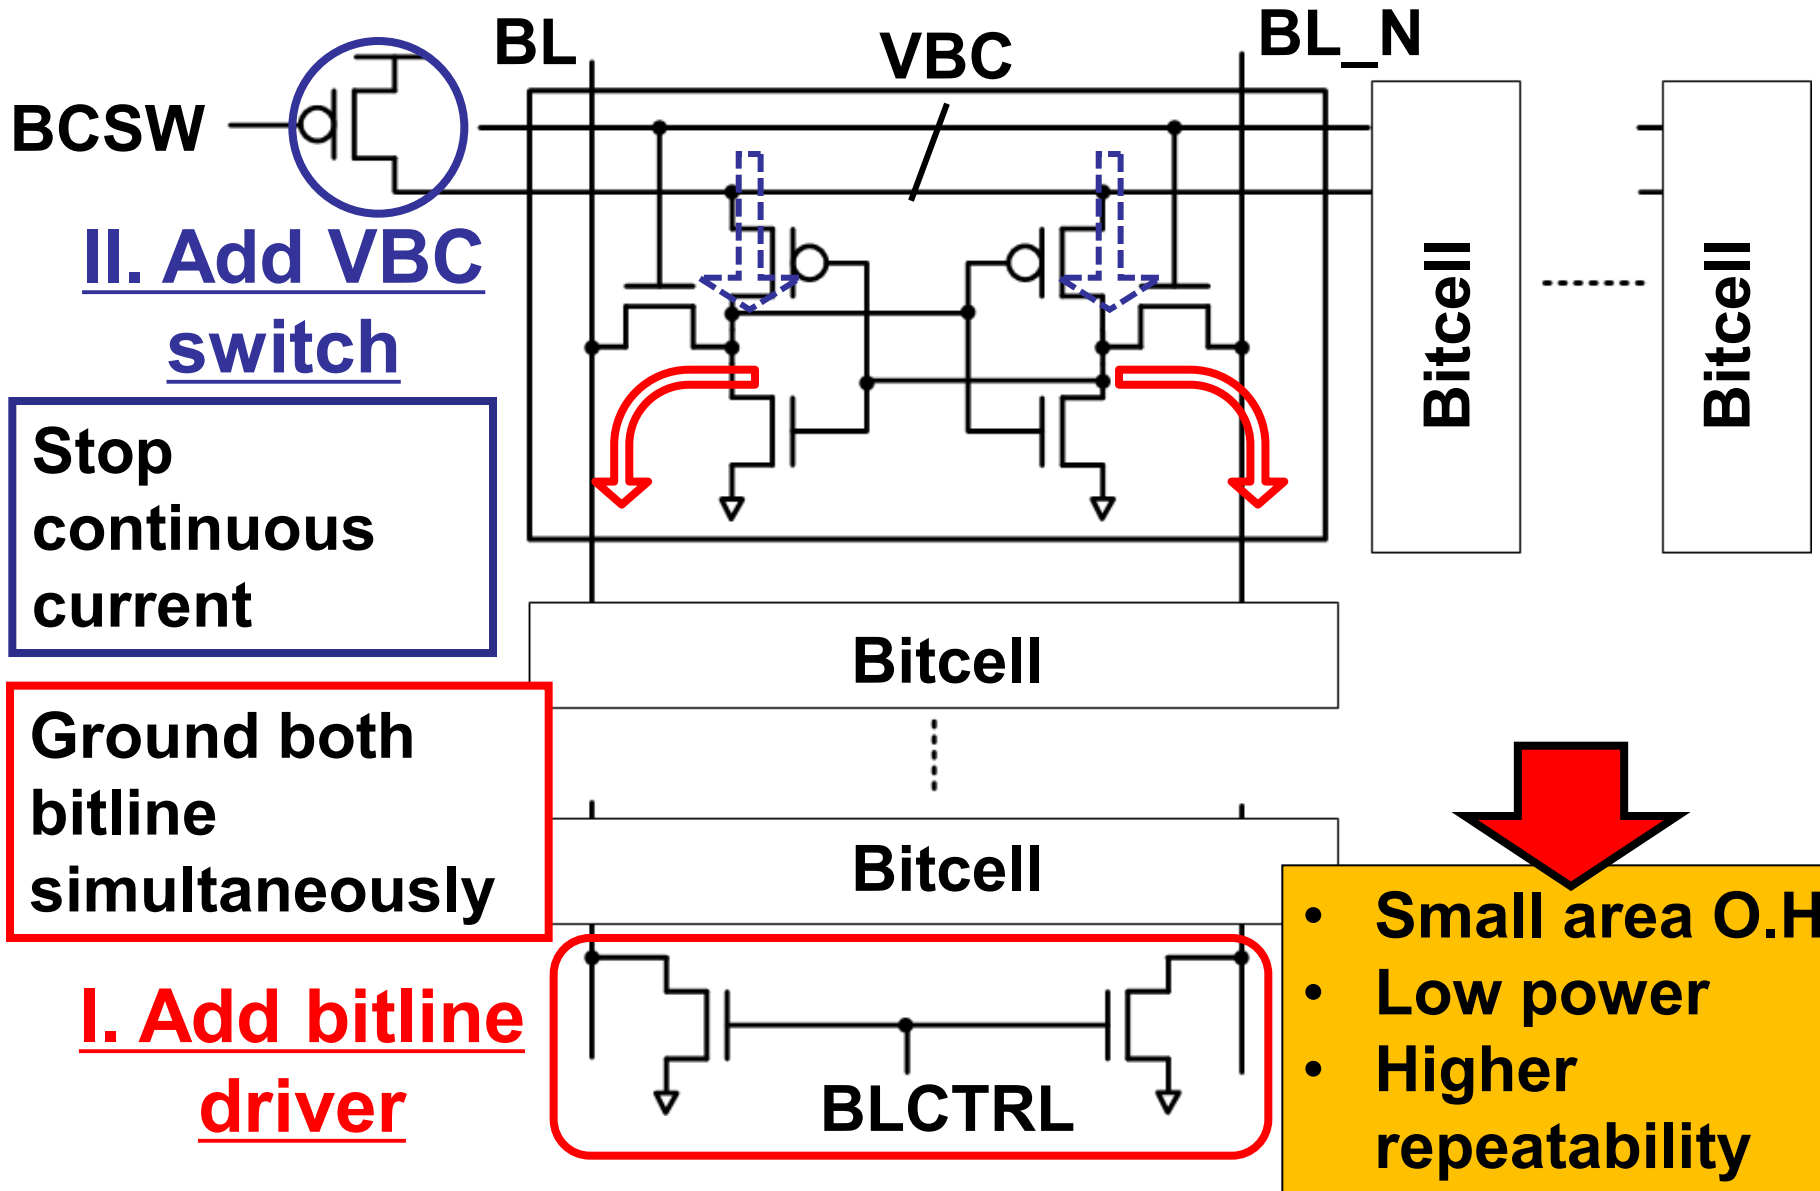 BL
VBC
BL_N
BCSW
II. Add VBC
switch
Stop
continuous
current
Bitcell
Bitcell
Bitcell
Ground both
bitline
simultaneously
Bitcell
I. Add bitline
driver
BLCTRL
• Small area O.H
• Low power
• Higher
repeatability